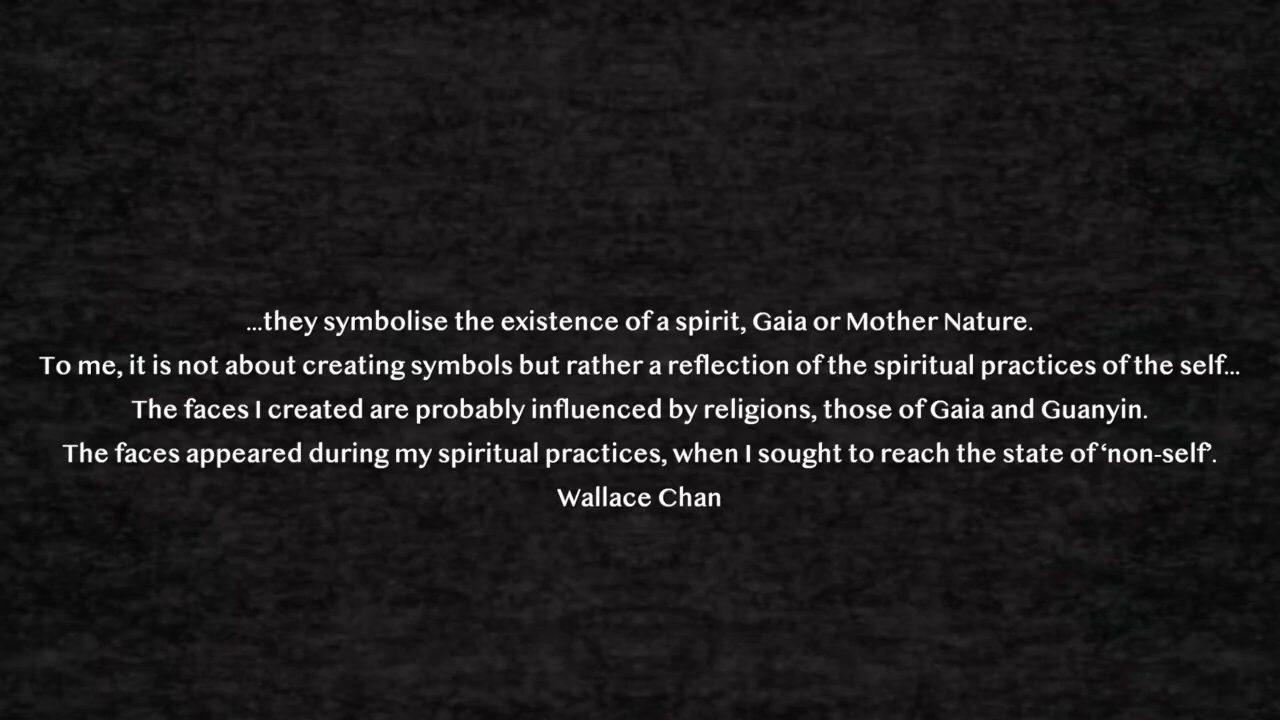 ...they symbolise the existence of a spirit, Gaia or Mother Nature.
To me, it is not about creating symbols but rather a reflection of the spiritual practices of the self...
The faces I created are probably influenced by religions, those of Gaia and Guanyin.
The faces appeared during my spiritual practices, when I sought to reach the state of ‘non-self’.
Wallace Chan